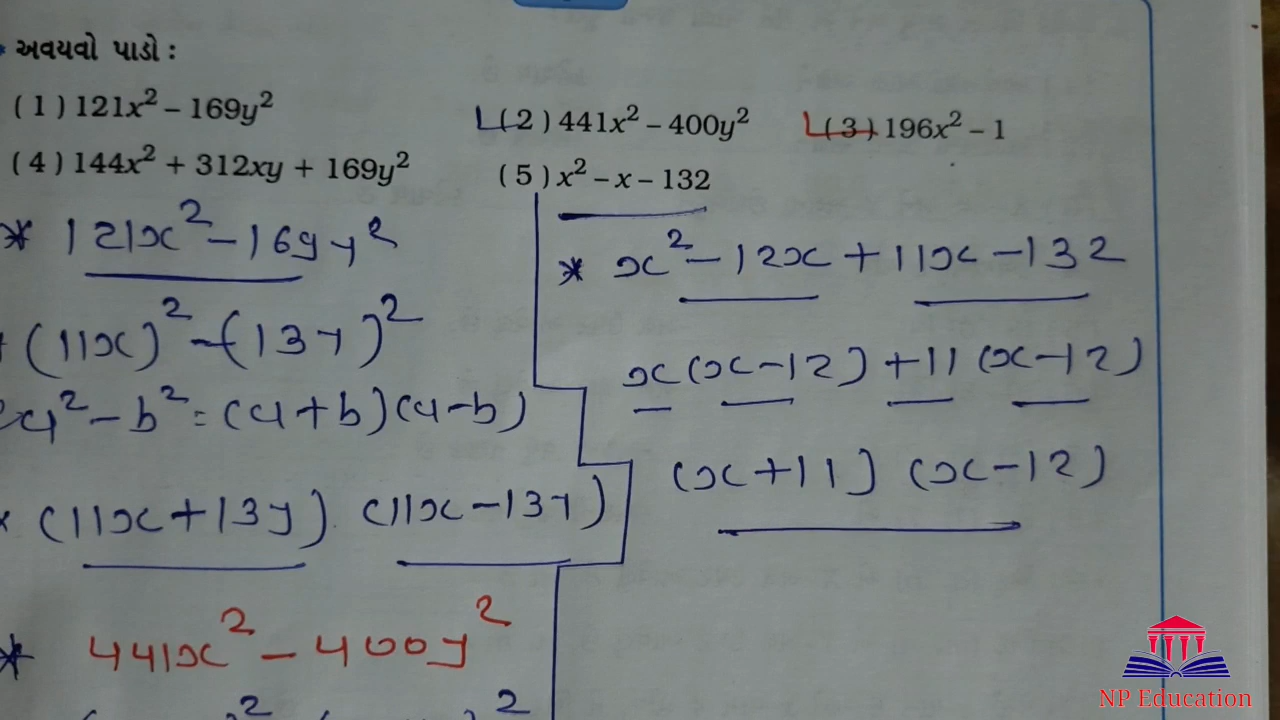 અવયવો પાડો :
(1) 121x² – 169y²
(2) 441x² – 400y²
(3) 196x² – 1
(4) 144x² + 312xy + 169y²
(5) x² – x – 132
* 121x² – 169y²
(11x)² – (13y)²
a² – b² = (a+b)(a–b)
(11x+13y) (11x–13y)
* 441x² – 400y²
* x² – 12x + 11x – 132
x(x–12) + 11(x–12)
(x+11) (x–12)
NP Education